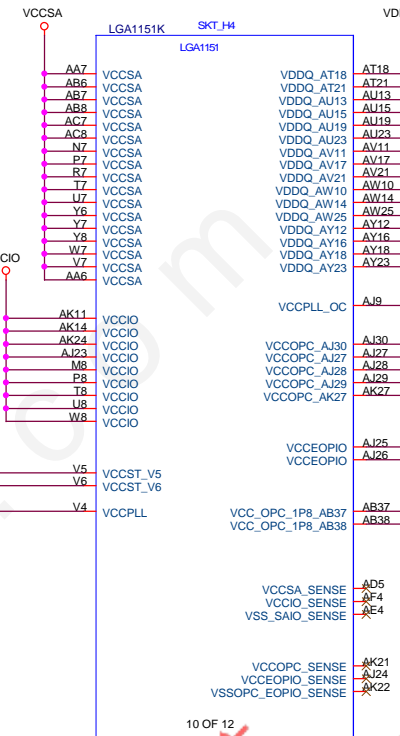 VCCSA
VD
LGA1151K SKT_H4
LGA1151
AA7 VCCSA VDDQ_AT18 AT18
AB6 VCCSA VDDQ_AT21 AT21
AB7 VCCSA VDDQ_AU13 AU13
AB8 VCCSA VDDQ_AU15 AU15
AC7 VCCSA VDDQ_AU19 AU19
AC8 VCCSA VDDQ_AU23 AU23
N7 VCCSA VDDQ_AV11 AV11
P7 VCCSA VDDQ_AV17 AV17
R7 VCCSA VDDQ_AV21 AV21
T7 VCCSA VDDQ_AW10 AW10
U7 VCCSA VDDQ_AW14 AW14
Y6 VCCSA VDDQ_AW25 AW25
Y7 VCCSA VDDQ_AY12 AY12
Y8 VCCSA VDDQ_AY16 AY16
W7 VCCSA VDDQ_AY18 AY18
V7 VCCSA VDDQ_AY23 AY23
AA6 VCCSA
CIO
VCCPLL_OC AJ9
AK11 VCCIO
AK14 VCCIO
AK24 VCCIO VCCOPC_AJ30 AJ30
AJ23 VCCIO VCCOPC_AJ27 AJ27
M8 VCCIO VCCOPC_AJ28 AJ28
P8 VCCIO VCCOPC_AJ29 AJ29
T8 VCCIO VCCOPC_AK27 AK27
U8 VCCIO
W8 VCCIO
VCCEOPIO AJ25
VCCEOPIO AJ26
V5 VCCST_V5
V6 VCCST_V6
V4 VCCPLL VCC_OPC_1P8_AB37 AB37
VCC_OPC_1P8_AB38 AB38
VCCSA_SENSE AD5
VCCIO_SENSE AF4
VSS_SAIO_SENSE AE4
VCCOPC_SENSE AK21
VCCEOPIO_SENSE AJ24
VSSOPC_EOPIO_SENSE AK22
10 OF 12